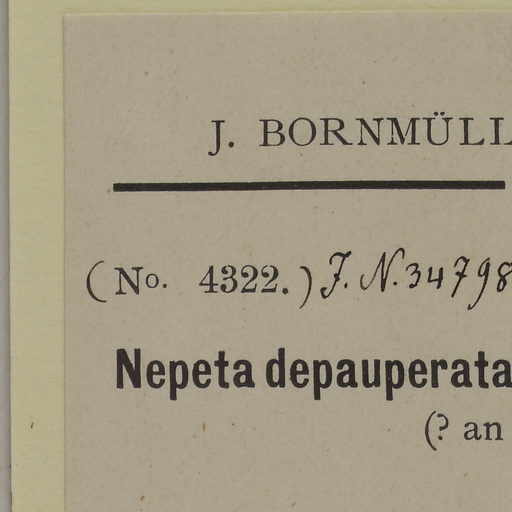 J. BORNMÜLL
(No. 4322.) J. N. 34798
Nepeta depauperata
(? an